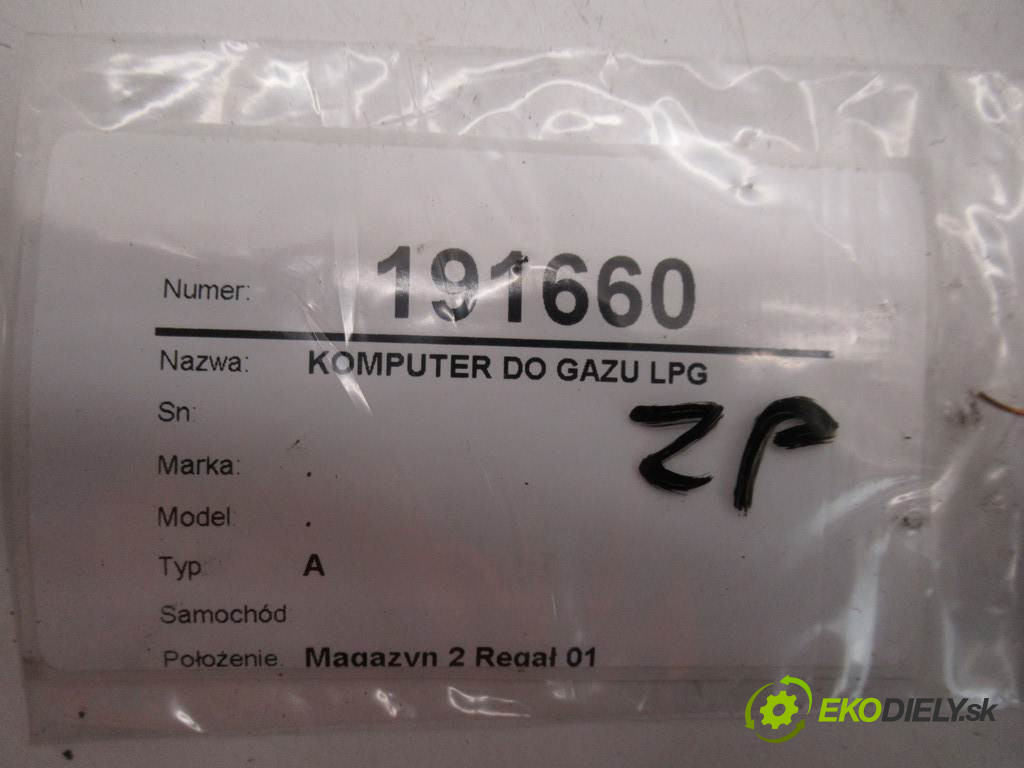 Numer: 191660
Nazwa: KOMPUTER DO GAZU LPG
Sn:
ZP
Marka: .
Model: .
Typ: A
Samochód
Położenie. Magazyn 2 Regał 01
EKODIELY.sk